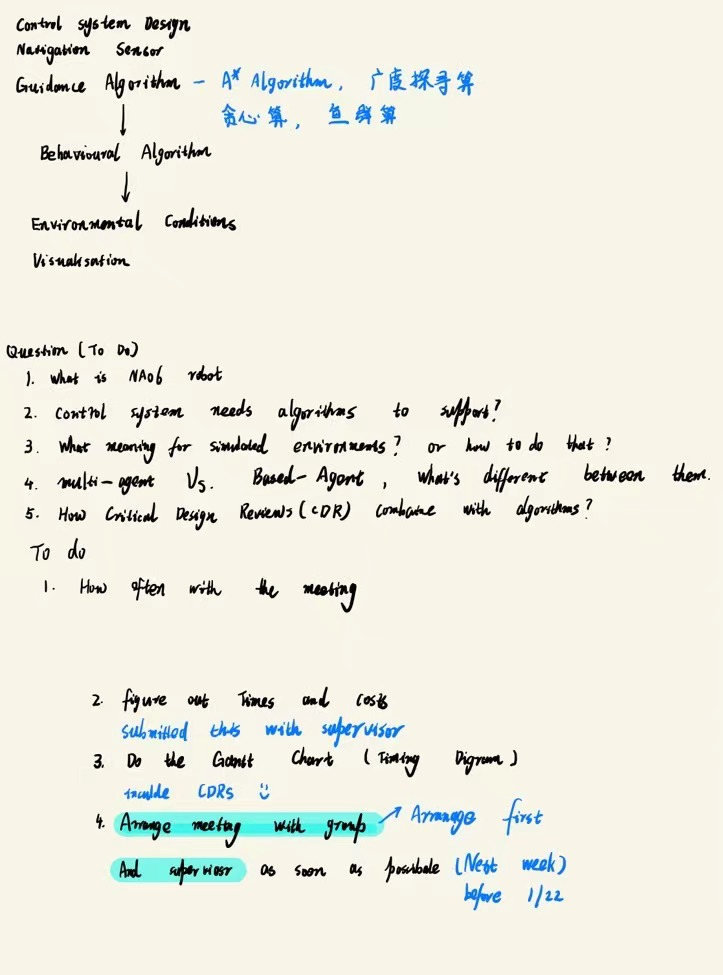 Control system Design
Navigation Sensor
Guidance Algorithm - A* Algorithm, 广度探寻算
贪心算, 鱼群算
Behavioural Algorithm
Environmental Conditions
Visualisation
Question (To Do)
1. What is NAO6 robot
2. Control system needs algorithms to support?
3. What meaning for simulated environments? or how to do that?
4. multi-agent Vs. Based-Agent, What's different between them.
5. How Critical Design Reviews (CDR) combine with algorithms?
To do
1. How often with the meeting
2. figure out Times and costs
submitted this with supervisor
3. Do the Gantt Chart (Timing Digram)
include CDRs
4. Arrange meeting with group → Arrange first
And supervisor as soon as possible (Next week)
before 1/22